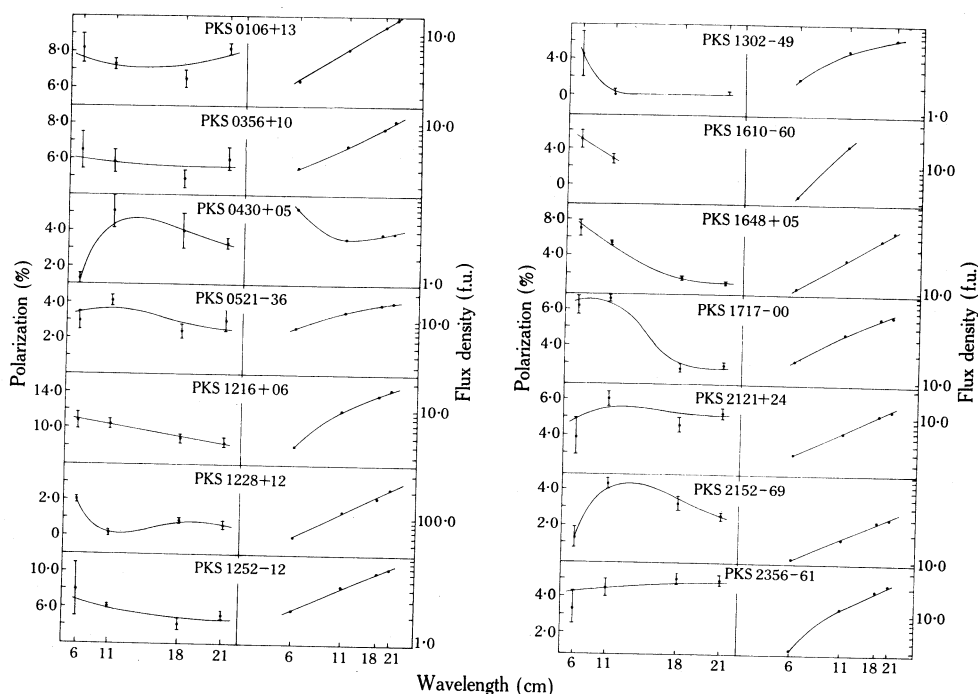 PKS 0106+13
8·0
6·0
10·0
PKS 0356+10
8·0
6·0
10·0
PKS 0430+05
4·0
2·0
1·0
PKS 0521−36
4·0
2·0
10·0
PKS 1216+06
14·0
10·0
10·0
PKS 1228+12
2·0
0
100·0
PKS 1252−12
10·0
6·0
1·0
6 11 18 21
6 11 18 21
Polarization (%)
Flux density (f.u.)
PKS 1302−49
4·0
0
1·0
PKS 1610−60
4·0
0
10·0
PKS 1648+05
8·0
4·0
10·0
PKS 1717−00
6·0
4·0
10·0
PKS 2121+24
6·0
4·0
10·0
PKS 2152−69
4·0
2·0
10·0
PKS 2356−61
4·0
2·0
10·0
6 11 18 21
6 11 18 21
Polarization (%)
Flux density (f.u.)
Wavelength (cm)